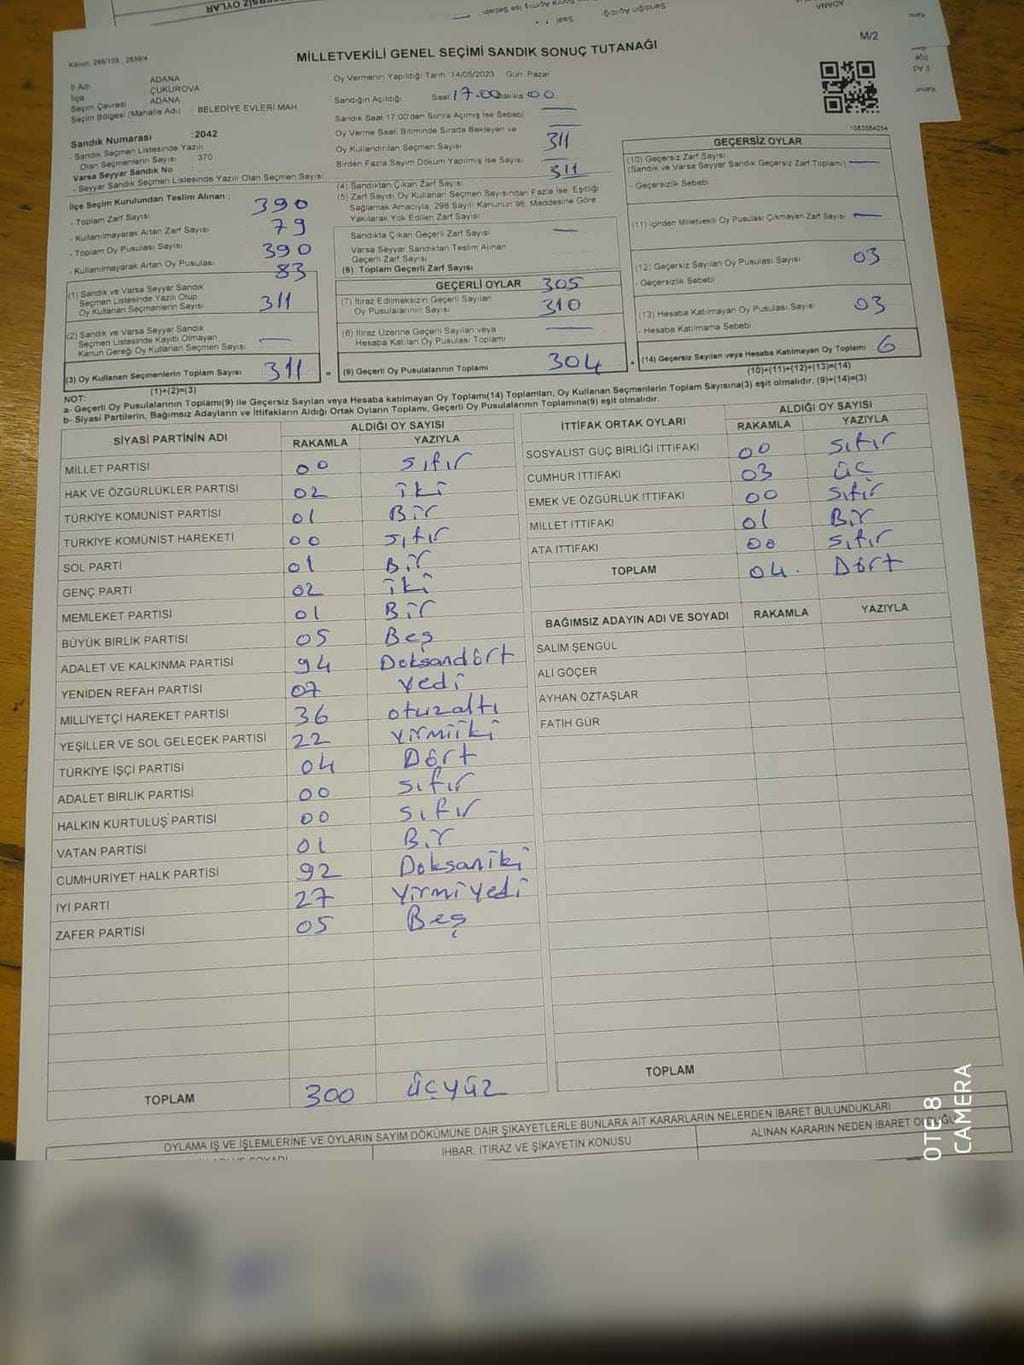 MİLLETVEKİLİ GENEL SEÇİMİ SANDIK SONUÇ TUTANAĞI
M/2
İl Adı ADANA
İlçe ÇUKUROVA
Seçim Çevresi ADANA
Seçim Bölgesi (Mahalle Adı) : BELEDİYE EVLERİ MAH
Sandık Numarası :2042
- Sandık Seçmen Listesinde Yazılı
Olan Seçmenlerin Sayısı 370
Varsa Seyyar Sandık No
- Seyyar Sandık Seçmen Listesinde Yazılı Olan Seçmen Sayısı
İlçe Seçim Kurulundan Teslim Alınan ;
- Toplam Zarf Sayısı 390
- Kullanılmayarak Artan Zarf Sayısı 79
- Toplam Oy Pusulası Sayısı 390
- Kullanılmayarak Artan Oy Pusulası 83
(1) Sandık ve Varsa Seyyar Sandık
Seçmen Listesinde Yazılı Olup
Oy Kullanan Seçmenlerin Sayısı 311
(2) Sandık ve Varsa Seyyar Sandık
Seçmen Listesinde Kayıtlı Olmayan
Kanun Gereği Oy Kullanan Seçmen Sayısı —
(3) Oy Kullanan Seçmenlerin Toplam Sayısı 311 =
(1)+(2)=(3)
Oy Vermenin Yapıldığı Tarih 14/05/2023 Gün Pazar
Sandığın Açıldığı Saat 17.00 Dakika 00
Sandık Saat 17.00'den Sonra Açmış İse Sebebi —
Oy Verme Saati Bitiminde Sırada Bekleyen ve
Oy Kullandırılan Seçmen Sayısı 311
Birden Fazla Sayım Döküm Yapılmış İse Sayısı
(4) Sandıktan Çıkan Zarf Sayısı 311
(5) Zarf Sayısı Oy Kullanan Seçmen Sayısından Fazla İse, Eşitliği
Sağlamak Amacıyla, 298 Sayılı Kanunun 98. Maddesine Göre
Yakılarak Yok Edilen Zarf Sayısı
Sandıkta Çıkan Geçerli Zarf Sayısı —
Varsa Seyyar Sandıktan Teslim Alınan
Geçerli Zarf Sayısı
(6) Toplam Geçerli Zarf Sayısı
GEÇERLİ OYLAR 305
(7) İtiraz Edilmeksizin Geçerli Sayılan
Oy Pusulalarının Sayısı 310
(8) İtiraz Üzerine Geçerli Sayılan veya
Hesaba Katılan Oy Pusulası Toplamı —
(9) Geçerli Oy Pusulalarının Toplamı 304 +
1083564254
GEÇERSİZ OYLAR
(10) Geçersiz Zarf Sayısı
(Sandık ve Varsa Seyyar Sandık Geçersiz Zarf Toplamı) —
- Geçersizlik Sebebi
(11) İçinden Milletvekili Oy Pusulası Çıkmayan Zarf Sayısı —
(12) Geçersiz Sayılan Oy Pusulası Sayısı 03
- Geçersizlik Sebebi
(13) Hesaba Katılmayan Oy Pusulası Sayısı 03
- Hesaba Katılmama Sebebi
(14) Geçersiz Sayılan veya Hesaba Katılmayan Oy Toplamı 6
(10)+(11)+(12)+(13)=(14)
NOT:
a- Geçerli Oy Pusulalarının Toplamı(9) ile Geçersiz Sayılan veya Hesaba Katılmayan Oy Toplamı(14) Toplamları, Oy Kullanan Seçmenlerin Toplam Sayısına(3) eşit olmalıdır. (9)+(14)=(3)
b- Siyasi Partilerin, Bağımsız Adayların ve İttifakların Aldığı Ortak Oyların Toplamı, Geçerli Oy Pusulalarının Toplamına(9) eşit olmalıdır.
SİYASİ PARTİNİN ADI ALDIĞI OY SAYISI
RAKAMLA YAZIYLA
MİLLET PARTİSİ 00 sıfır
HAK VE ÖZGÜRLÜKLER PARTİSİ 02 iki
TÜRKİYE KOMÜNİST PARTİSİ 01 Bir
TÜRKİYE KOMÜNİST HAREKETİ 00 sıfır
SOL PARTİ 01 Bir
GENÇ PARTİ 02 iki
MEMLEKET PARTİSİ 01 Bir
BÜYÜK BİRLİK PARTİSİ 05 Beş
ADALET VE KALKINMA PARTİSİ 94 Doksandört
YENİDEN REFAH PARTİSİ 07 Yedi
MİLLİYETÇİ HAREKET PARTİSİ 36 otuzaltı
YEŞİLLER VE SOL GELECEK PARTİSİ 22 Yirmiiki
TÜRKİYE İŞÇİ PARTİSİ 04 Dört
ADALET BİRLİK PARTİSİ 00 sıfır
HALKIN KURTULUŞ PARTİSİ 00 sıfır
VATAN PARTİSİ 01 Bir
CUMHURİYET HALK PARTİSİ 92 Doksaniki
İYİ PARTİ 27 Yirmiyedi
ZAFER PARTİSİ 05 Beş
TOPLAM 300 üçyüz
İTTİFAK ORTAK OYLARI ALDIĞI OY SAYISI
RAKAMLA YAZIYLA
SOSYALİST GÜÇ BİRLİĞİ İTTİFAKI 00 sıfır
CUMHUR İTTİFAKI 03 üç
EMEK VE ÖZGÜRLÜK İTTİFAKI 00 sıfır
MİLLET İTTİFAKI 01 Bir
ATA İTTİFAKI 00 sıfır
TOPLAM 04. Dört
BAĞIMSIZ ADAYIN ADI VE SOYADI RAKAMLA YAZIYLA
SALİM ŞENGÜL
ALİ GÖÇER
AYHAN ÖZTAŞLAR
FATİH GÜR
TOPLAM
OYLAMA İŞ VE İŞLEMLERİNE VE OYLARIN SAYIM DÖKÜMÜNE DAİR ŞİKAYETLERLE BUNLARA AİT KARARLARIN NELERDEN İBARET BULUNDUKLARI
İHBAR, İTİRAZ VE ŞİKAYETİN KONUSU
ALINAN KARARIN NEDEN İBARET OLDUĞU
OTE 8
CAMERA